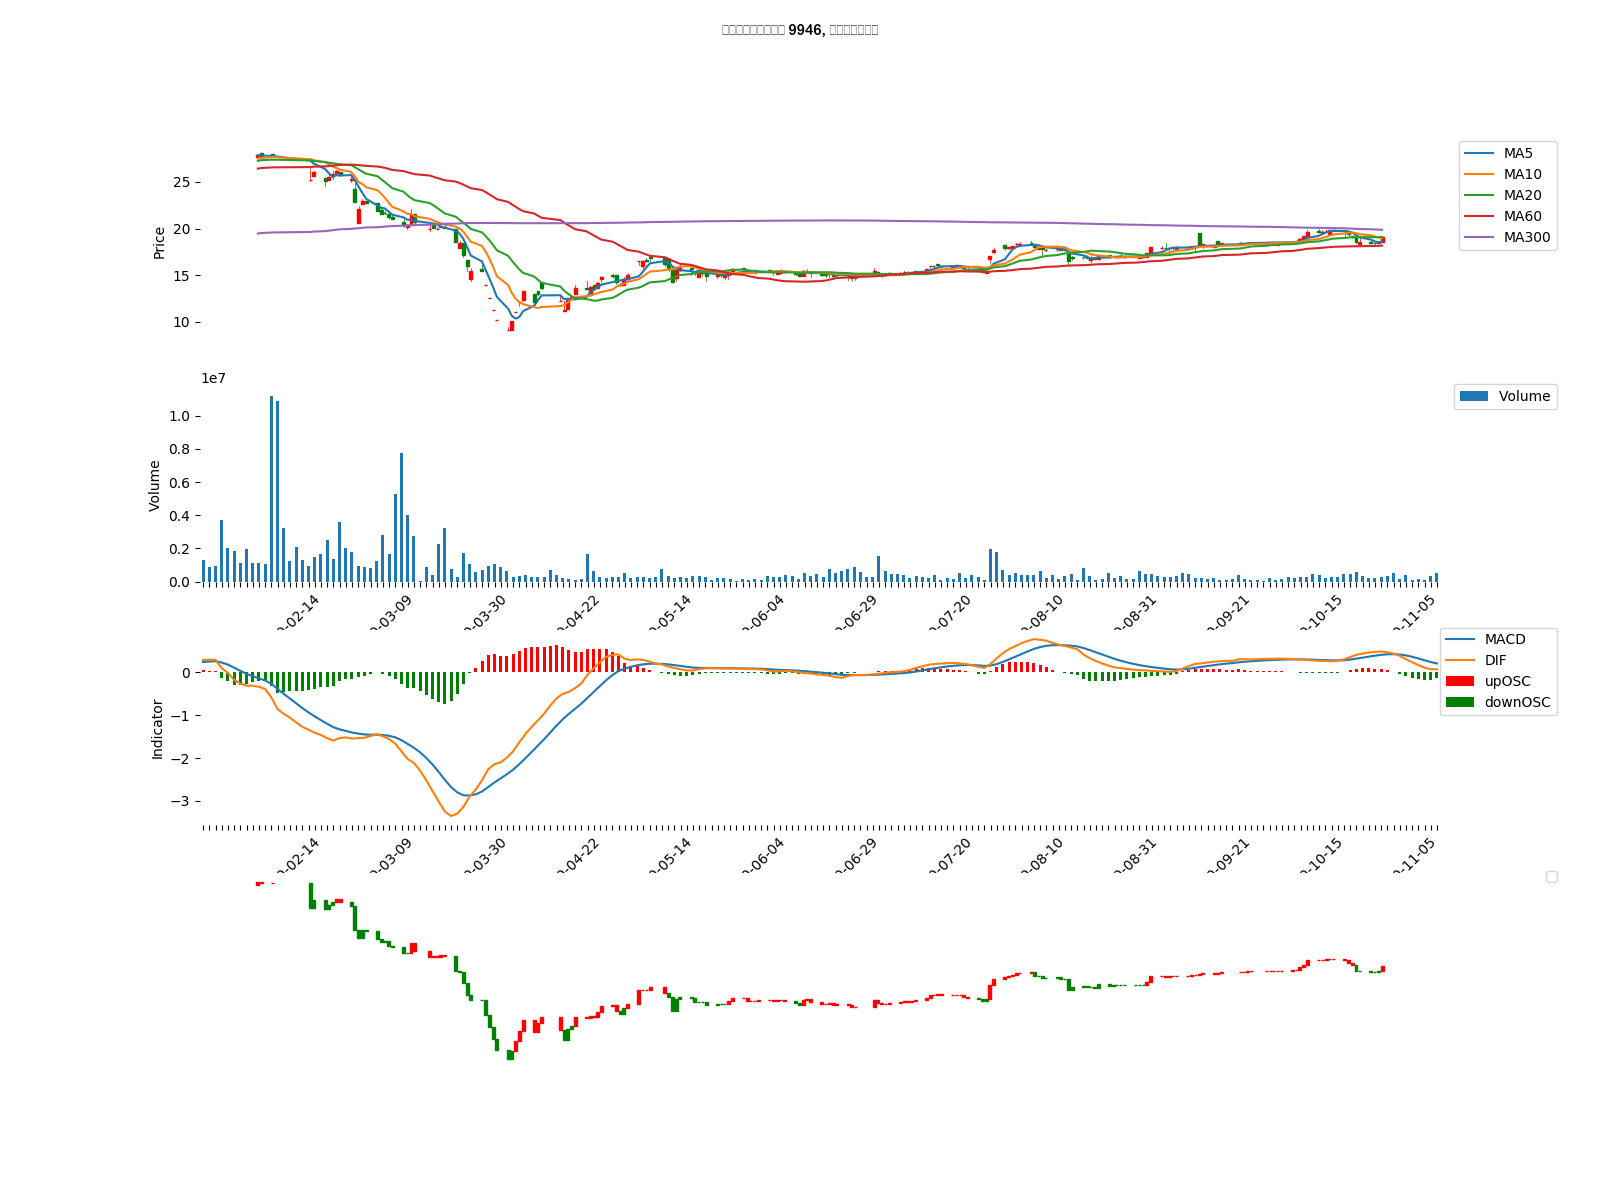 9946,
MA5
MA10
MA20
MA60
MA300
Price
25
20
15
10
1e7
Volume
Volume
1.0
0.8
0.6
0.4
0.2
0.0
-02-14
-03-09
-03-30
-04-22
-05-14
-06-04
-06-29
-07-20
-08-10
-08-31
-09-21
-10-15
-11-05
MACD
DIF
upOSC
downOSC
Indicator
0
−1
−2
−3
-02-14
-03-09
-03-30
-04-22
-05-14
-06-04
-06-29
-07-20
-08-10
-08-31
-09-21
-10-15
-11-05